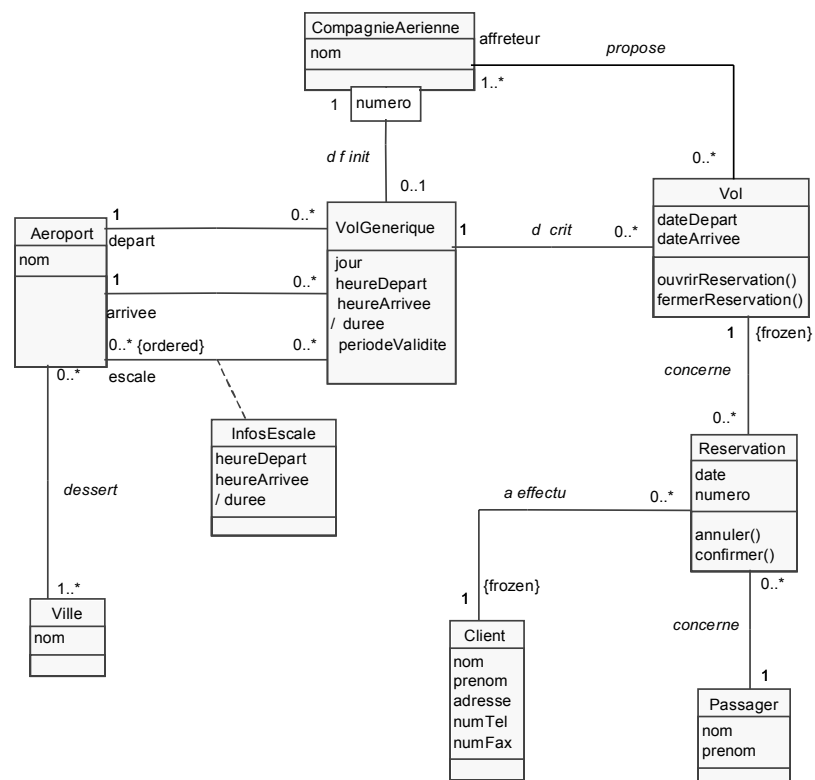 CompagnieAerienne
nom
affreteur
propose
1..*
1
numero
d f init
0..1
0..*
Vol
dateDepart
dateArrivee
ouvrirReservation()
fermerReservation()
Aeroport
nom
1
depart
0..*
VolGenerique
jour
heureDepart
heureArrivee
/ duree
periodeValidite
1
d crit
0..*
1
arrivee
0..*
0..* {ordered}
escale
0..*
0..*
1
{frozen}
concerne
0..*
InfosEscale
heureDepart
heureArrivee
/ duree
dessert
1..*
Ville
nom
Reservation
date
numero
annuler()
confirmer()
a effectu
0..*
{frozen}
1
Client
nom
prenom
adresse
numTel
numFax
0..*
concerne
1
Passager
nom
prenom